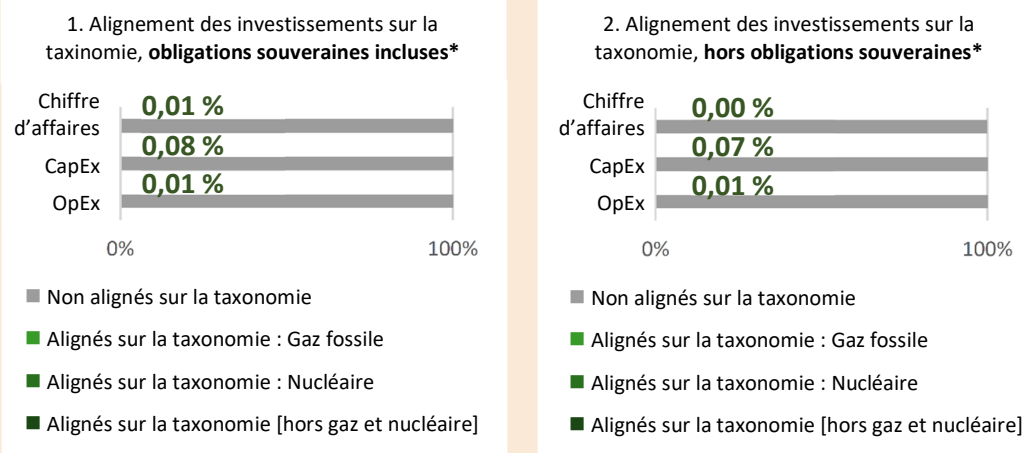 1. Alignement des investissements sur la
taxinomie, obligations souveraines incluses*
Chiffre
d’affaires
0,01 %
CapEx
0,08 %
OpEx
0,01 %
0%
100%
Non alignés sur la taxonomie
Alignés sur la taxonomie : Gaz fossile
Alignés sur la taxonomie : Nucléaire
Alignés sur la taxonomie [hors gaz et nucléaire]
2. Alignement des investissements sur la
taxonomie, hors obligations souveraines*
Chiffre
d’affaires
0,00 %
CapEx
0,07 %
OpEx
0,01 %
0%
100%
Non alignés sur la taxonomie
Alignés sur la taxonomie : Gaz fossile
Alignés sur la taxonomie : Nucléaire
Alignés sur la taxonomie [hors gaz et nucléaire]